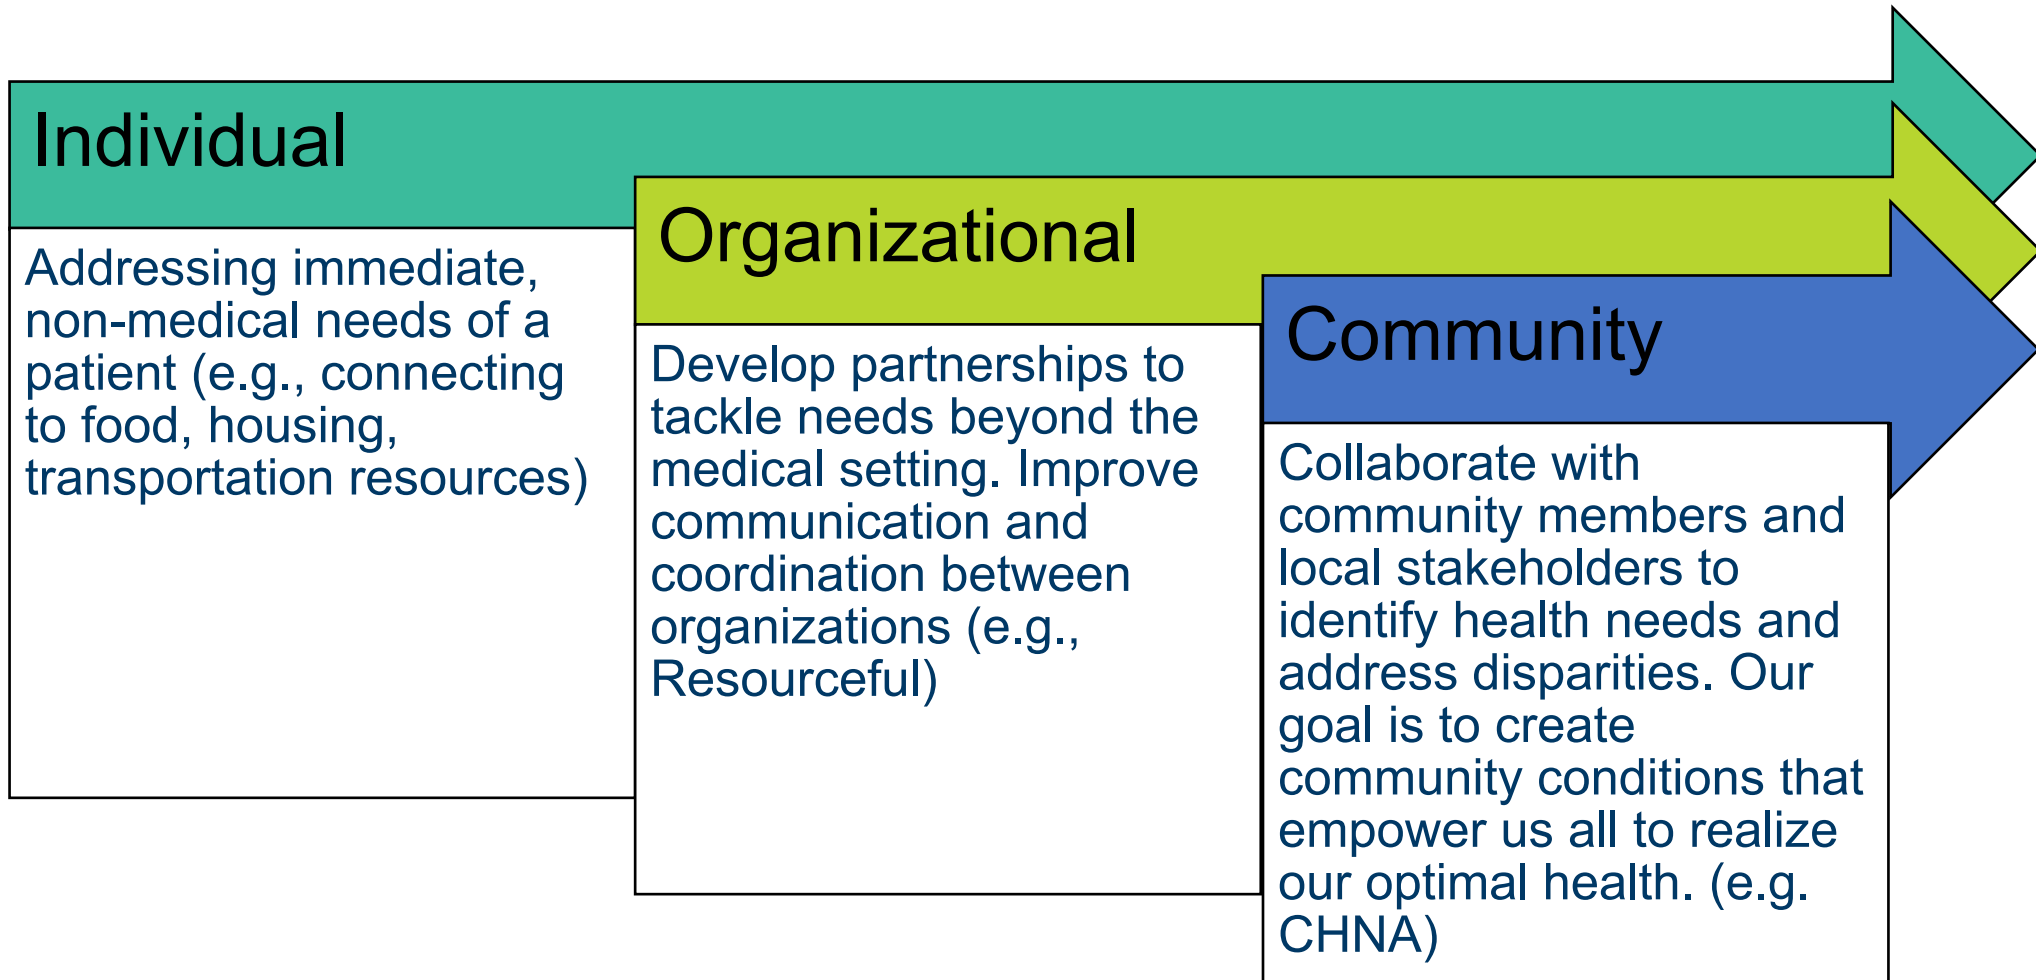 Individual
Addressing immediate,
non-medical needs of a
patient (e.g., connecting
to food, housing,
transportation resources)
Organizational
Develop partnerships to
tackle needs beyond the
medical setting. Improve
communication and
coordination between
organizations (e.g.,
Resourceful)
Community
Collaborate with
community members and
local stakeholders to
identify health needs and
address disparities. Our
goal is to create
community conditions that
empower us all to realize
our optimal health. (e.g.
CHNA)